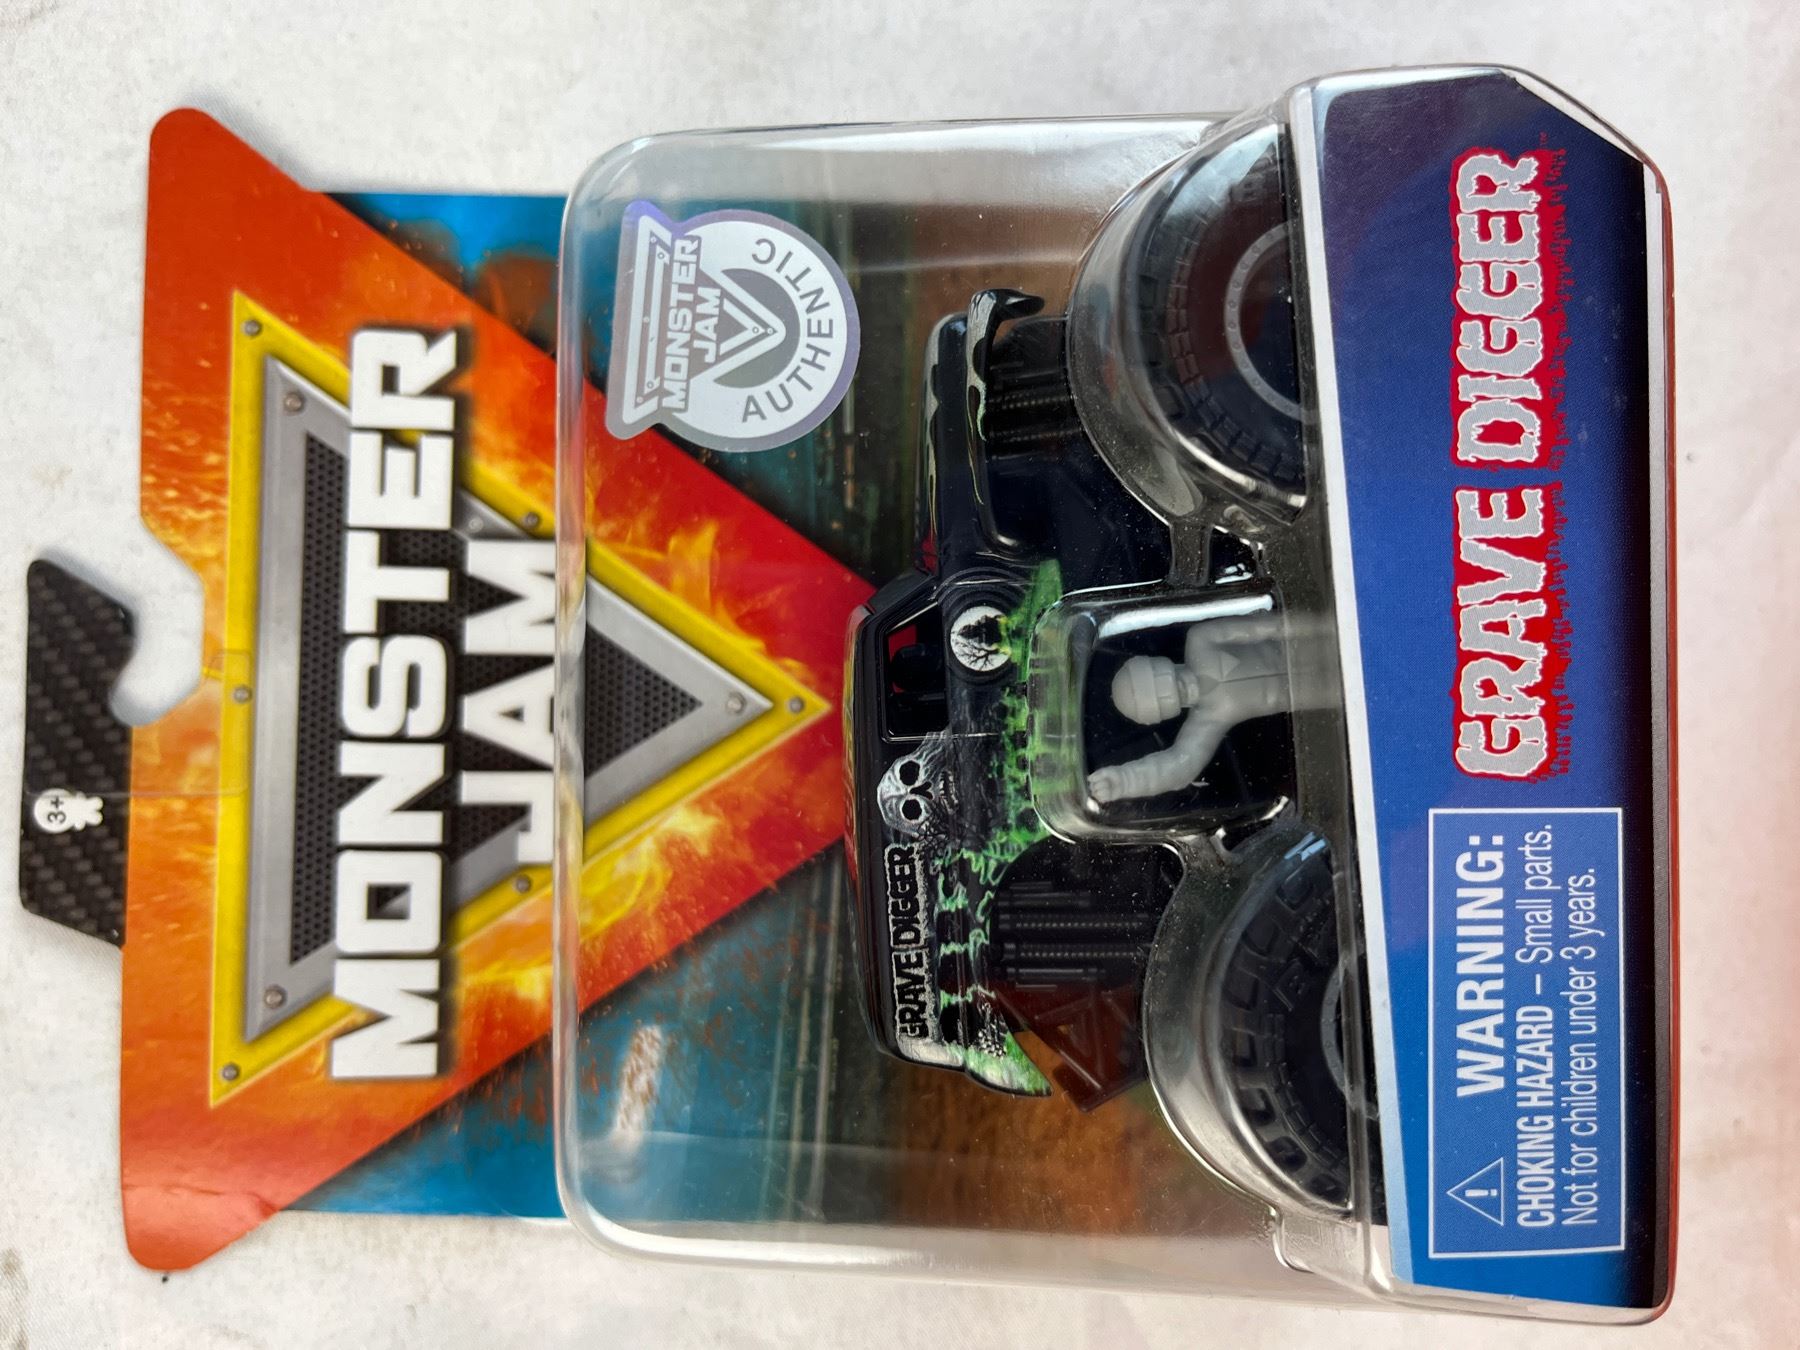 3+
MONSTER
JAM
MONSTER
JAM
AUTHENTIC
GRAVE DIGGER
WARNING:
CHOKING HAZARD – Small parts.
Not for children under 3 years.
GRAVE DIGGER™